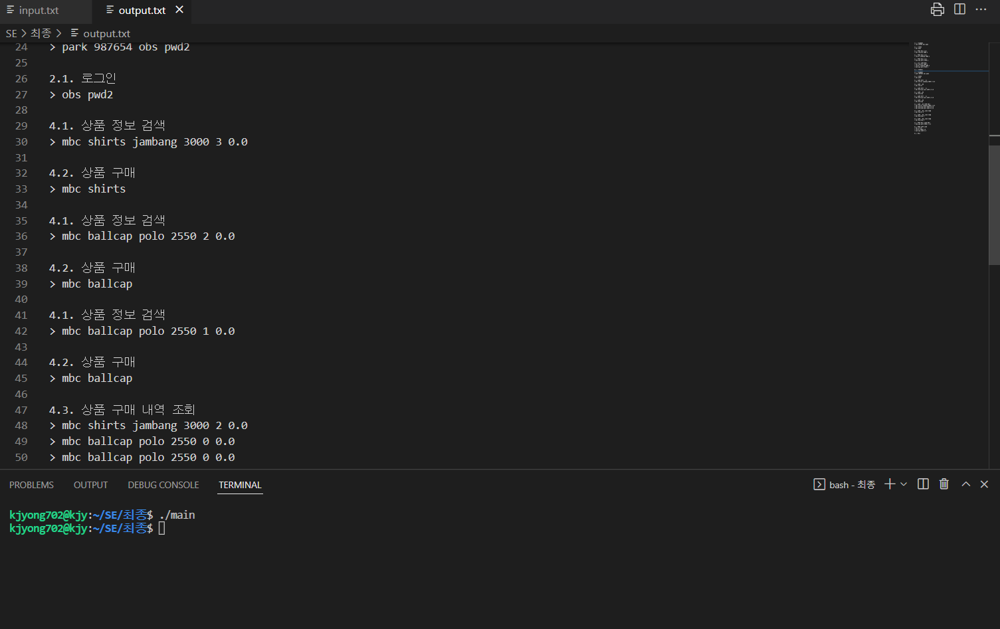 input.txt output.txt
SE > 최종 > output.txt
24 > park 987654 obs pwd2
25
26 2.1. 로그인
27 > obs pwd2
28
29 4.1. 상품 정보 검색
30 > mbc shirts jambang 3000 3 0.0
31
32 4.2. 상품 구매
33 > mbc shirts
34
35 4.1. 상품 정보 검색
36 > mbc ballcap polo 2550 2 0.0
37
38 4.2. 상품 구매
39 > mbc ballcap
40
41 4.1. 상품 정보 검색
42 > mbc ballcap polo 2550 1 0.0
43
44 4.2. 상품 구매
45 > mbc ballcap
46
47 4.3. 상품 구매 내역 조회
48 > mbc shirts jambang 3000 2 0.0
49 > mbc ballcap polo 2550 0 0.0
50 > mbc ballcap polo 2550 0 0.0
PROBLEMS OUTPUT DEBUG CONSOLE TERMINAL bash - 최종
kjyong702@kjy:~/SE/최종$ ./main
kjyong702@kjy:~/SE/최종$